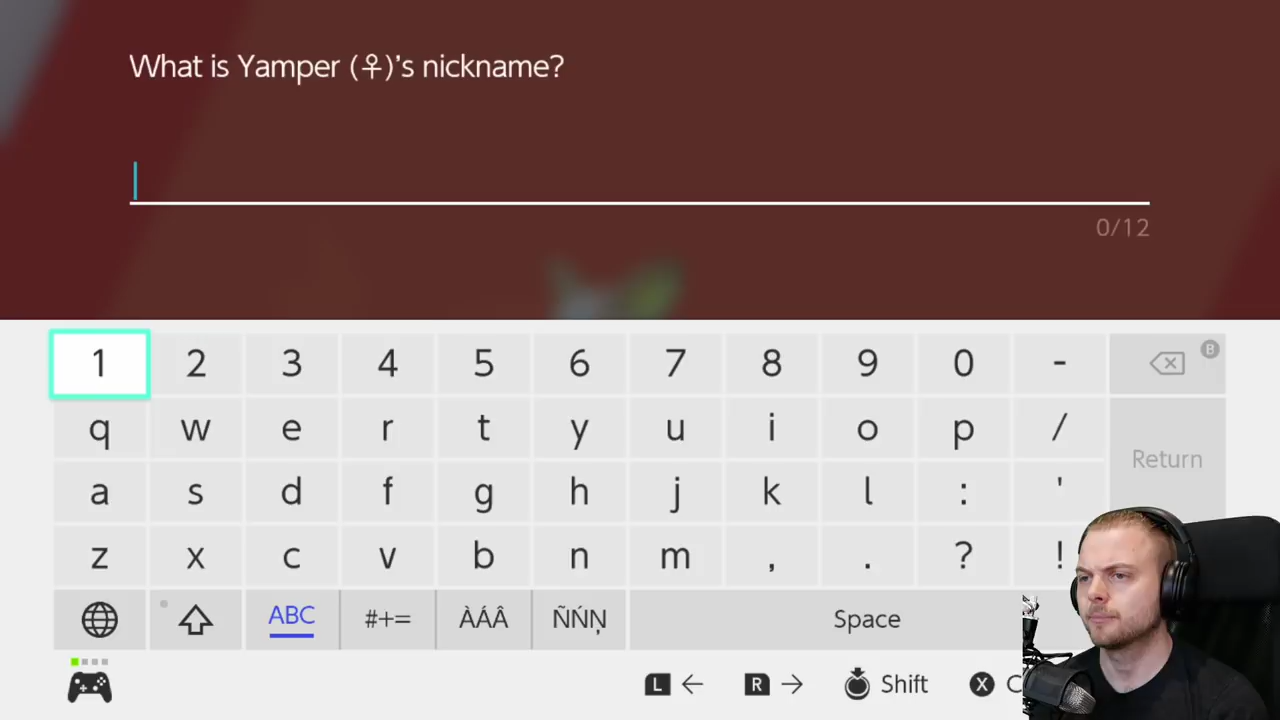 What is Yamper (♀)'s nickname?
0/12
1 2 3 4 5 6 7 8 9 0 - B
q w e r t y u i o p /
Return
a s d f g h j k l : '
z x c v b n m , . ? !
ABC #+= ÀÁÂ ÑŃŅ Space
L ← R → Shift X